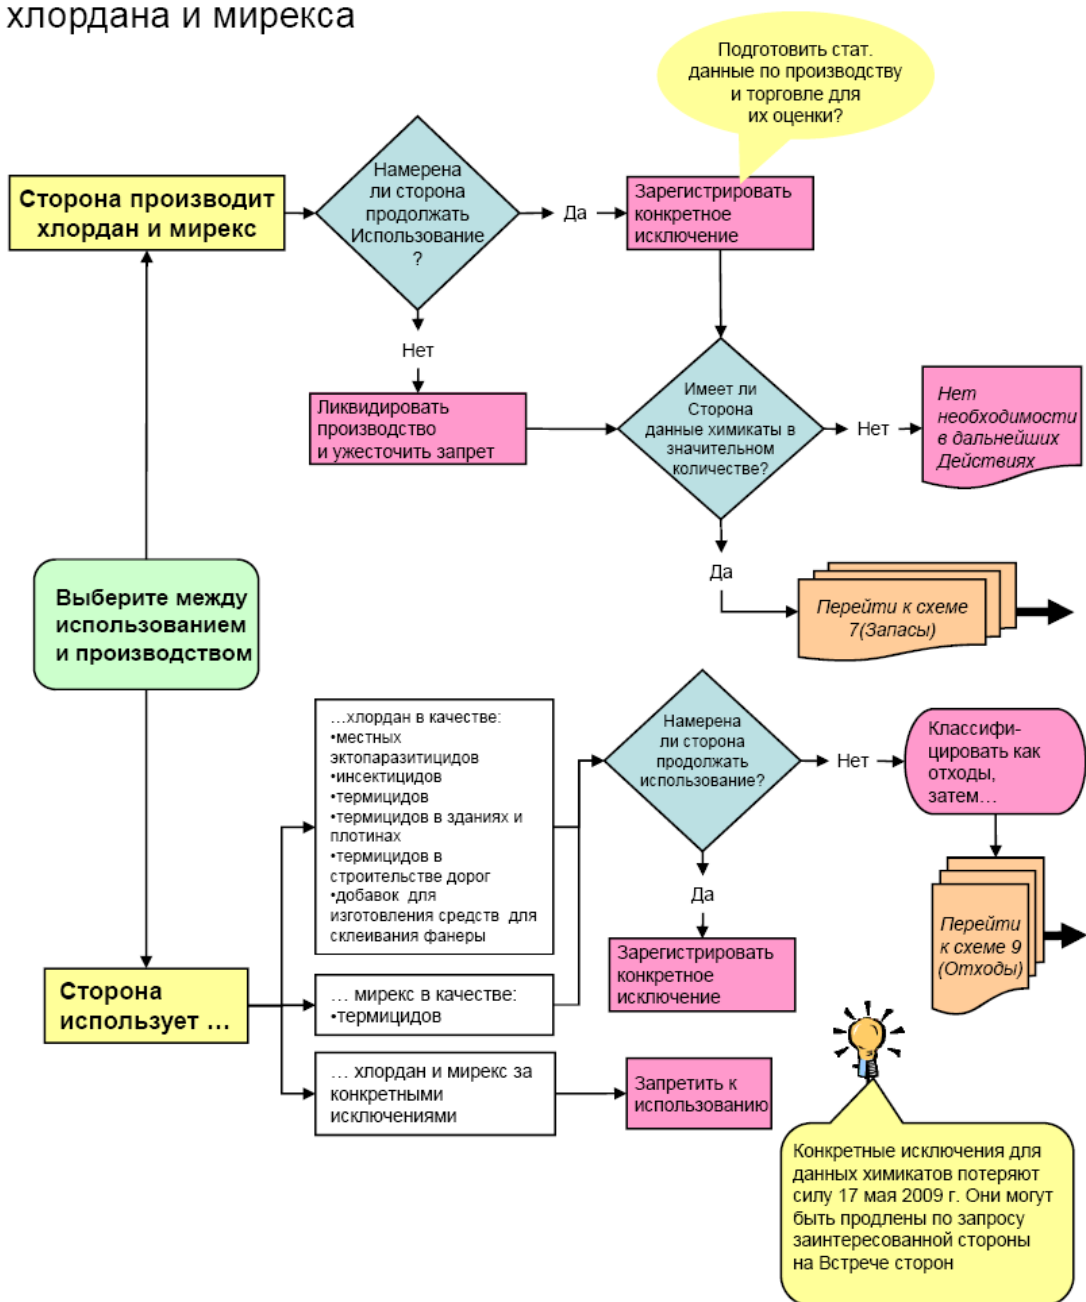 хлордана и мирекса
Подготовить стат.
данные по производству
и торговле для
их оценки?
Сторона производит
хлордан и мирекс
Намерена
ли сторона
продолжать
Использование
?
Да
Зарегистрировать
конкретное
исключение
Нет
Ликвидировать
производство
и ужесточить запрет
Имеет ли
Сторона
данные химикаты в
значительном
количестве?
Нет
Нет
необходимости
в дальнейших
Действиях
Да
Перейти к схеме
7(Запасы)
Выберите между
использованием
и производством
…хлордан в качестве:
•местных
эктопаразитицидов
•инсектицидов
•термицидов
•термицидов в зданиях и
плотинах
•термицидов в
строительстве дорог
•добавок для
изготовления средств для
склеивания фанеры
Намерена
ли сторона
продолжать
использование?
Нет
Классифи-
цировать как
отходы,
затем…
Да
Зарегистрировать
конкретное
исключение
Перейти
к схеме 9
(Отходы)
Сторона
использует …
… мирекс в качестве:
•термицидов
… хлордан и мирекс за
конкретными
исключениями
Запретить к
использованию
Конкретные исключения для
данных химикатов потеряют
силу 17 мая 2009 г. Они могут
быть продлены по запросу
заинтересованной стороны
на Встрече сторон